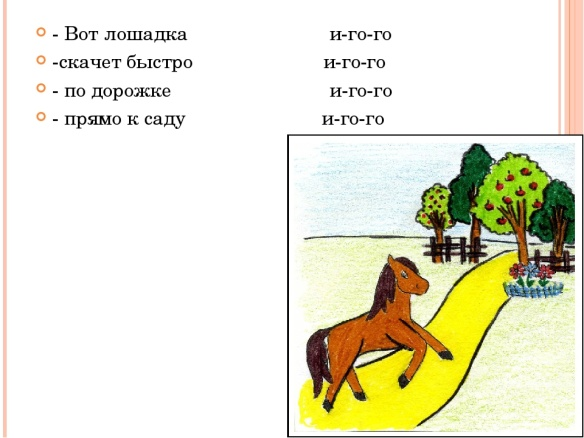 - Вот лошадка и-го-го
-скачет быстро и-го-го
- по дорожке и-го-го
- прямо к саду и-го-го